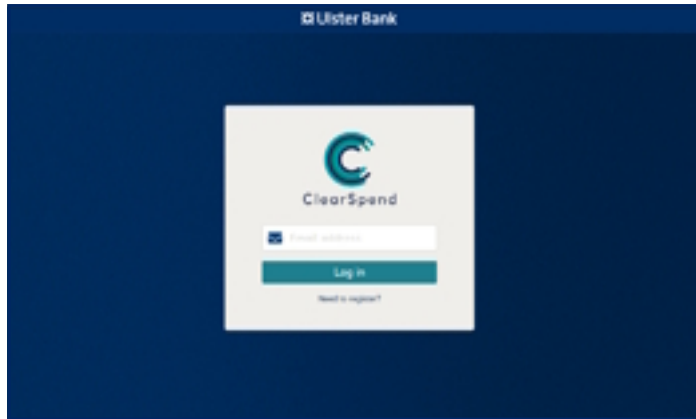 Ulster Bank
ClearSpend
Email address
Log in
Need to register?